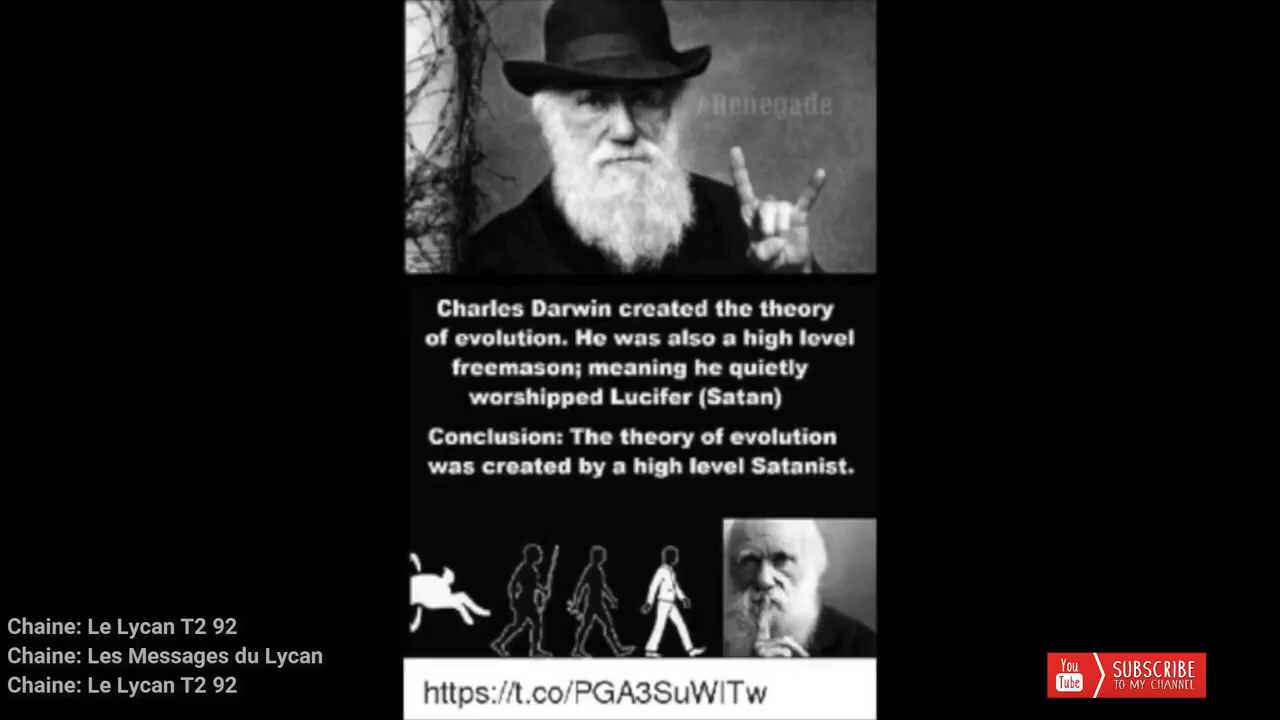 #Renegade
Charles Darwin created the theory
of evolution. He was also a high level
freemason; meaning he quietly
worshipped Lucifer (Satan)
Conclusion: The theory of evolution
was created by a high level Satanist.
Chaine: Le Lycan T2 92
Chaine: Les Messages du Lycan
Chaine: Le Lycan T2 92
https://t.co/PGA3SuWITw
You
Tube
SUBSCRIBE
TO MY CHANNEL